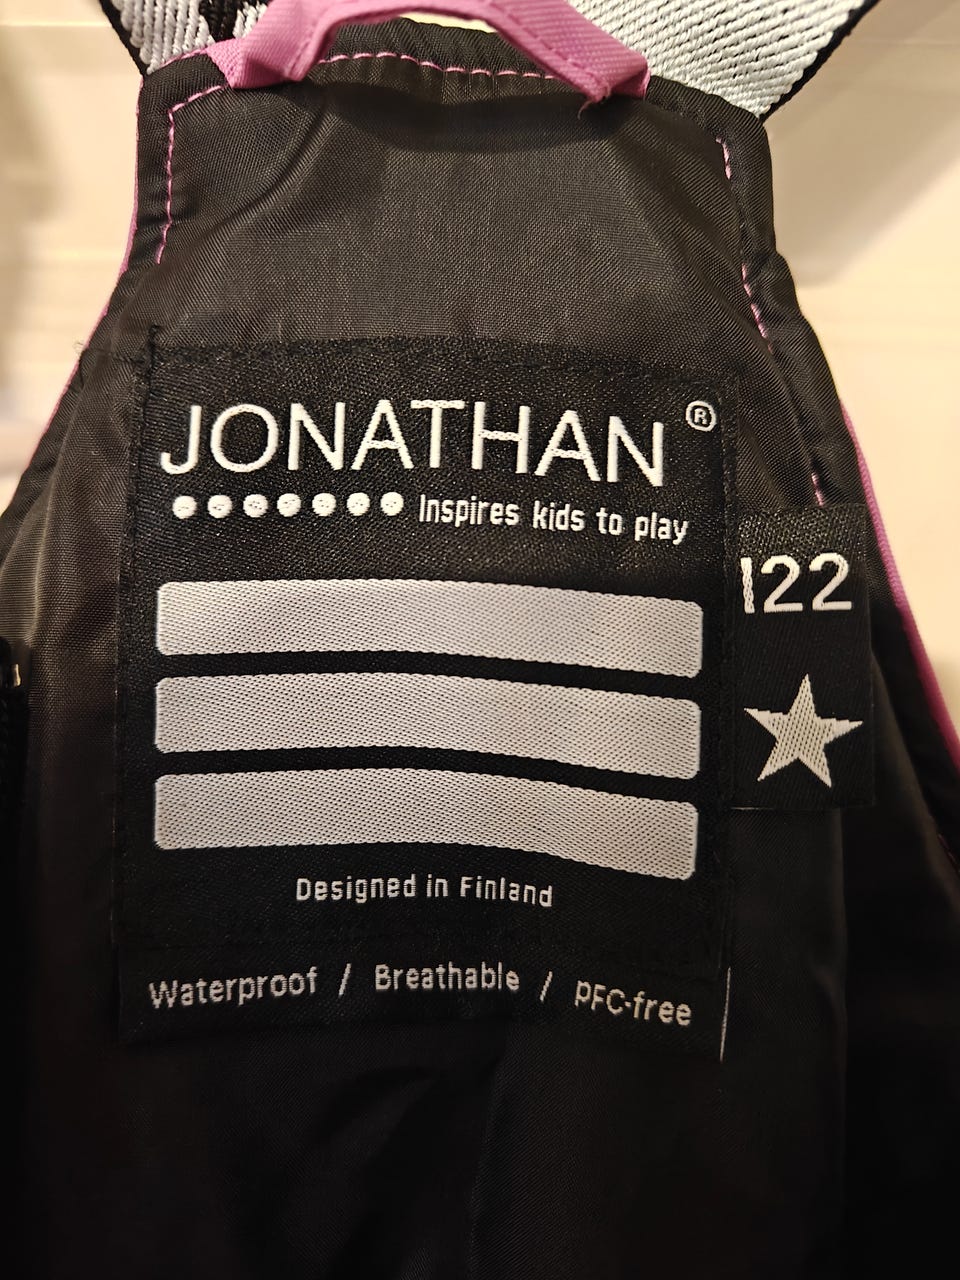 JONATHAN®
Inspires kids to play
122
Designed in Finland
Waterproof / Breathable / PFC-free